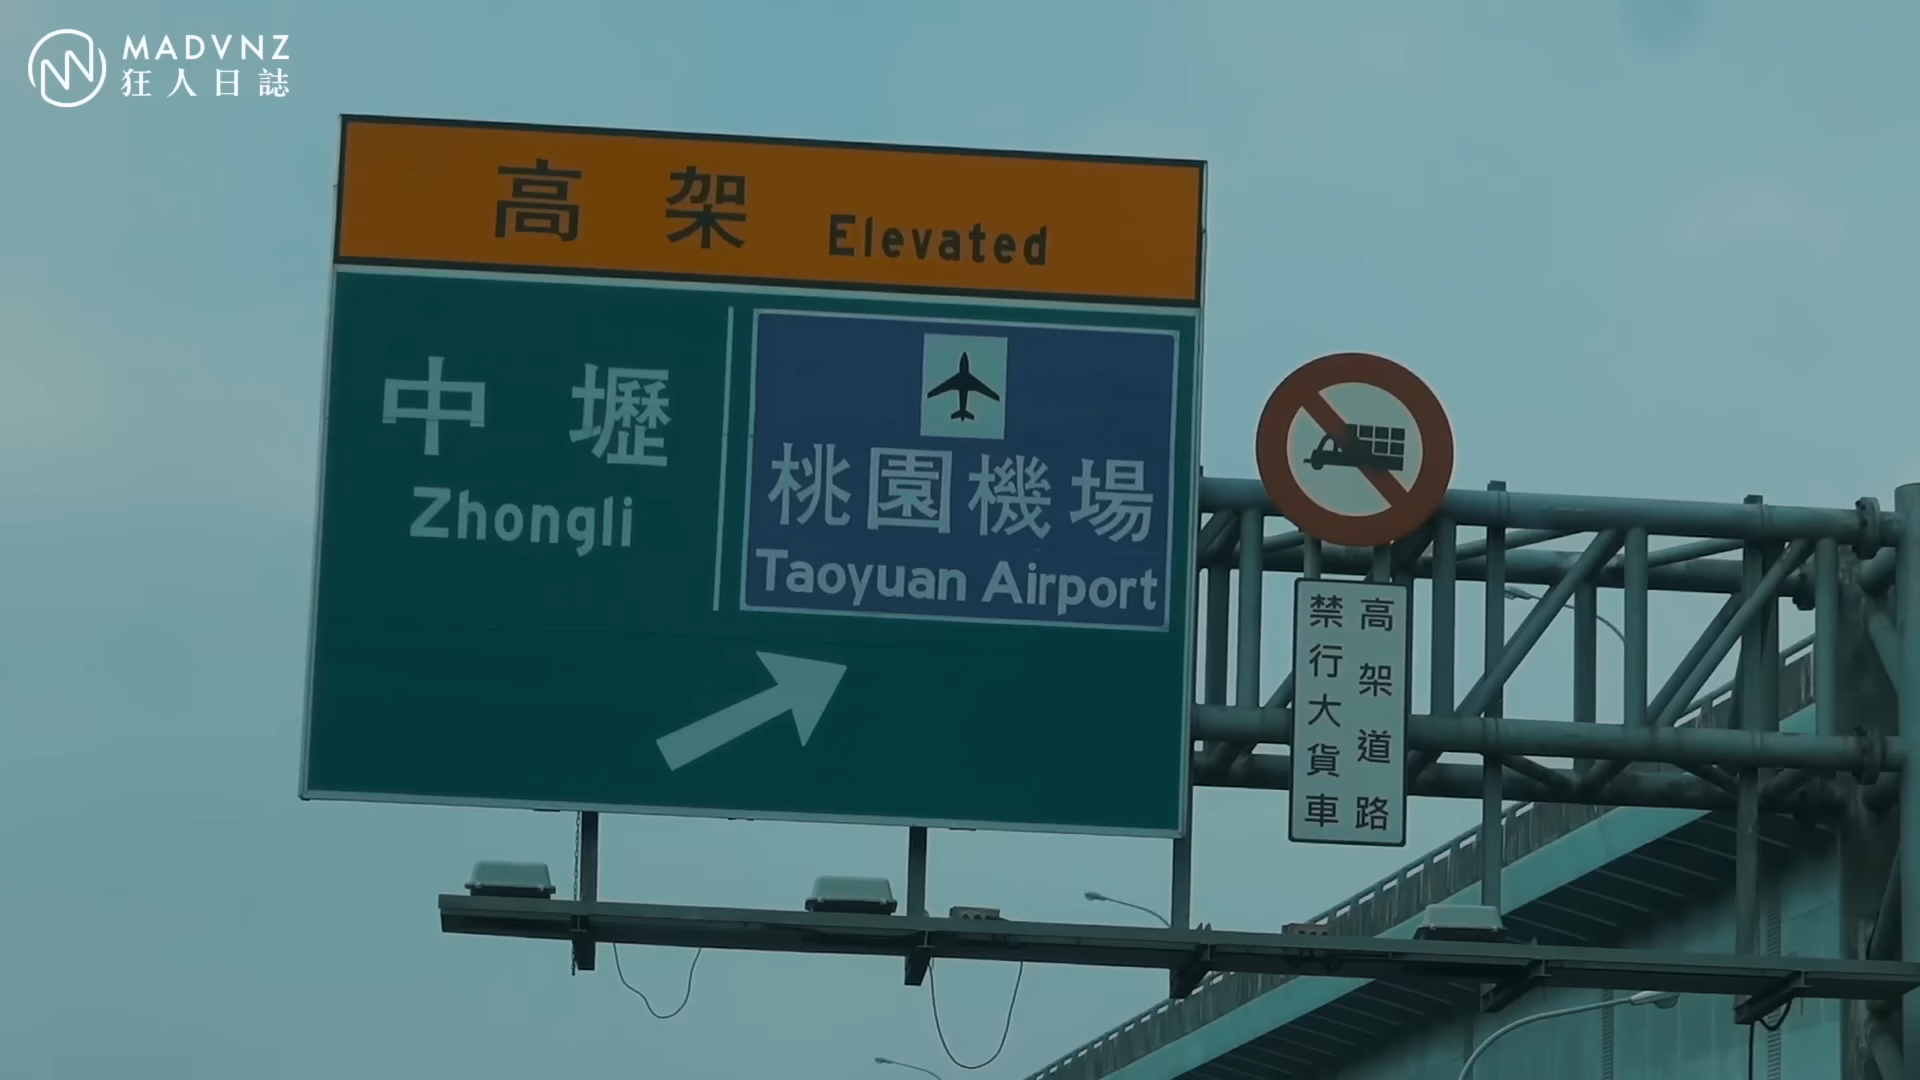 MADVNZ
狂人日誌
高架 Elevated
中壢
Zhongli
桃園機場
Taoyuan Airport
高架道路
禁行大貨車